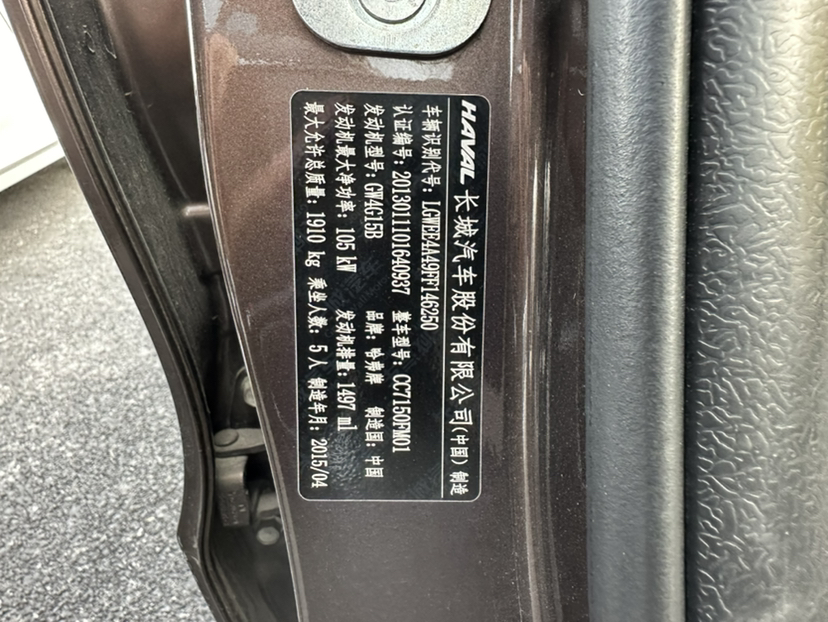 HAVAL 长城汽车股份有限公司(中国) 制造
车辆识别代号: LGWEE4A49FF146250
认证编号: 2013011101640937 整车型号: CC7150FM01
发动机型号: GW4G15B 品牌: 哈弗牌 制造国: 中国
发动机最大净功率: 105 kW 发动机排量: 1497 ml
最大允许总质量: 1910 kg 乘坐人数: 5 人 制造年月: 2015/04